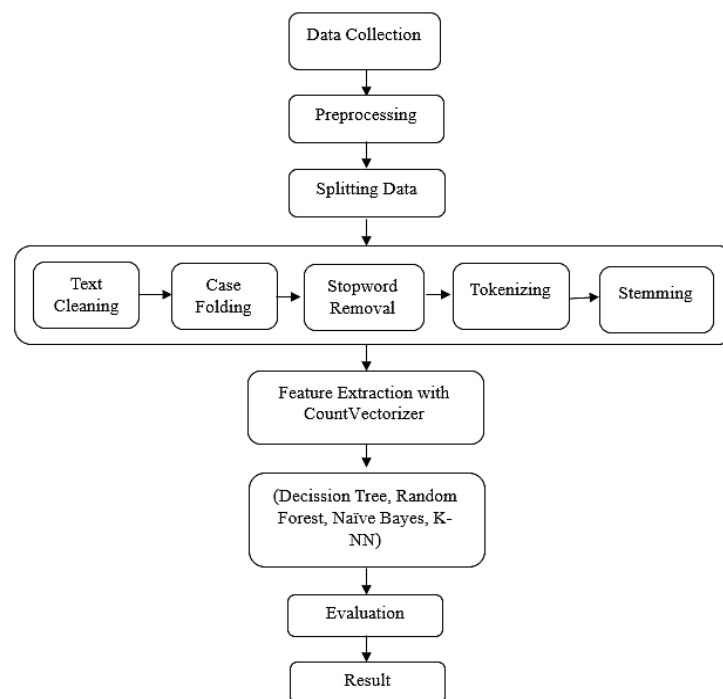 Data Collection
Preprocessing
Splitting Data
Text
Cleaning
Case
Folding
Stopword
Removal
Tokenizing
Stemming
Feature Extraction with
CountVectorizer
(Decission Tree, Random
Forest, Naïve Bayes, K-
NN)
Evaluation
Result